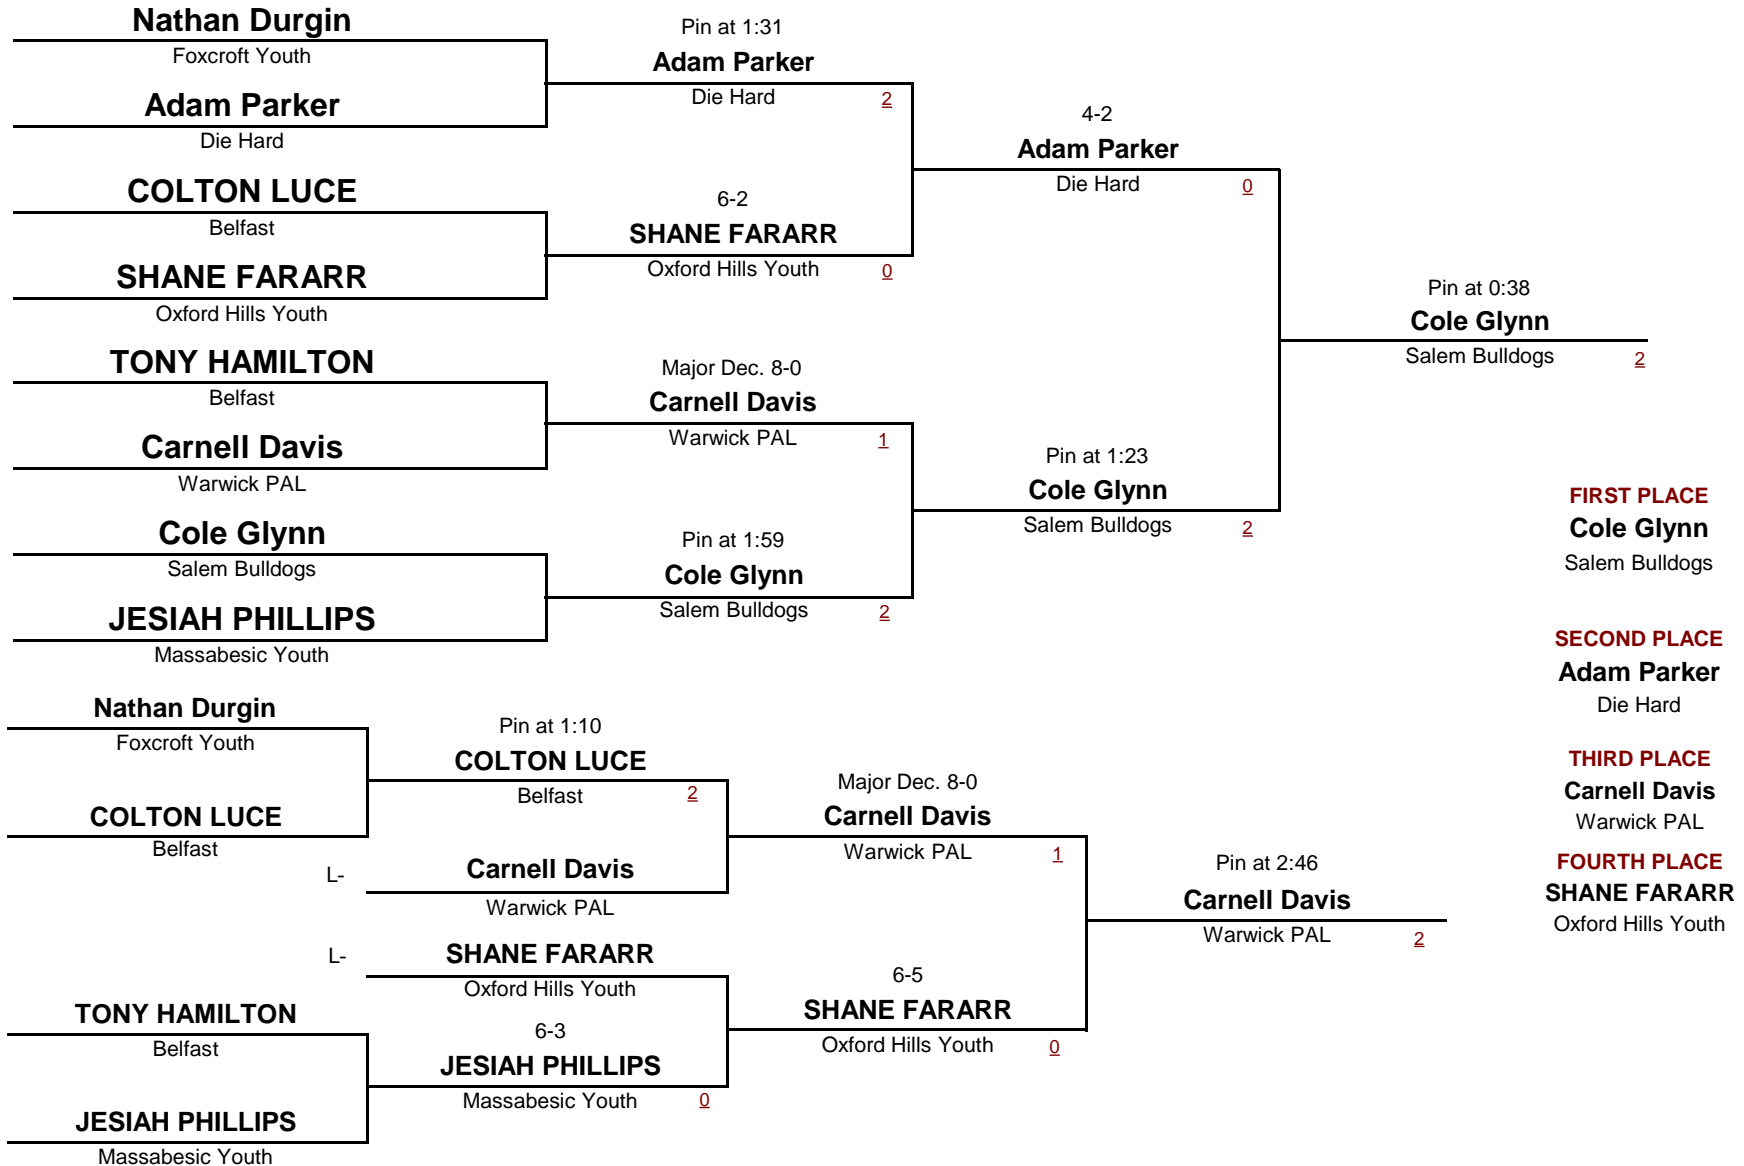 Nathan Durgin
Foxcroft Youth
Adam Parker
Die Hard
COLTON LUCE
Belfast
SHANE FARARR
Oxford Hills Youth
TONY HAMILTON
Belfast
Carnell Davis
Warwick PAL
Cole Glynn
Salem Bulldogs
JESIAH PHILLIPS
Massabesic Youth
Pin at 1:31
Adam Parker
Die Hard 2
6-2
SHANE FARARR
Oxford Hills Youth 0
Major Dec. 8-0
Carnell Davis
Warwick PAL 1
Pin at 1:59
Cole Glynn
Salem Bulldogs 2
4-2
Adam Parker
Die Hard 0
Pin at 1:23
Cole Glynn
Salem Bulldogs 2
Pin at 0:38
Cole Glynn
Salem Bulldogs 2
FIRST PLACE
Cole Glynn
Salem Bulldogs
SECOND PLACE
Adam Parker
Die Hard
THIRD PLACE
Carnell Davis
Warwick PAL
FOURTH PLACE
SHANE FARARR
Oxford Hills Youth
Nathan Durgin
Foxcroft Youth
COLTON LUCE
Belfast
TONY HAMILTON
Belfast
JESIAH PHILLIPS
Massabesic Youth
Pin at 1:10
COLTON LUCE
Belfast 2
L- Carnell Davis
Warwick PAL
L- SHANE FARARR
Oxford Hills Youth
6-3
JESIAH PHILLIPS
Massabesic Youth 0
Major Dec. 8-0
Carnell Davis
Warwick PAL 1
6-5
SHANE FARARR
Oxford Hills Youth 0
Pin at 2:46
Carnell Davis
Warwick PAL 2